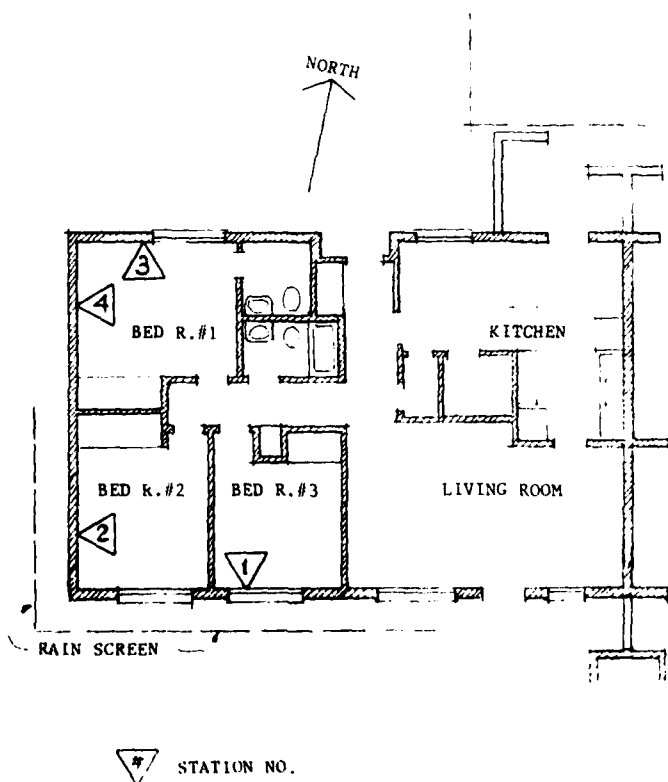 NORTH
3
4
BED R.#1
KITCHEN
BED R.#2
BED R.#3
LIVING ROOM
2
1
RAIN SCREEN
# STATION NO.